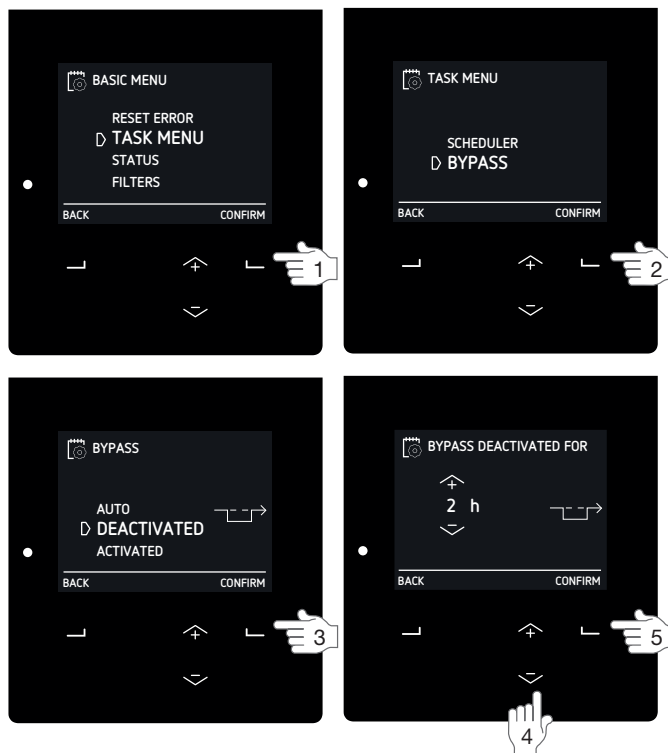 BASIC MENU
RESET ERROR
TASK MENU
STATUS
FILTERS
BACK CONFIRM
1
TASK MENU
SCHEDULER
BYPASS
BACK CONFIRM
2
BYPASS
AUTO
DEACTIVATED
ACTIVATED
BACK CONFIRM
3
BYPASS DEACTIVATED FOR
+
2 h
-
BACK CONFIRM
5
4